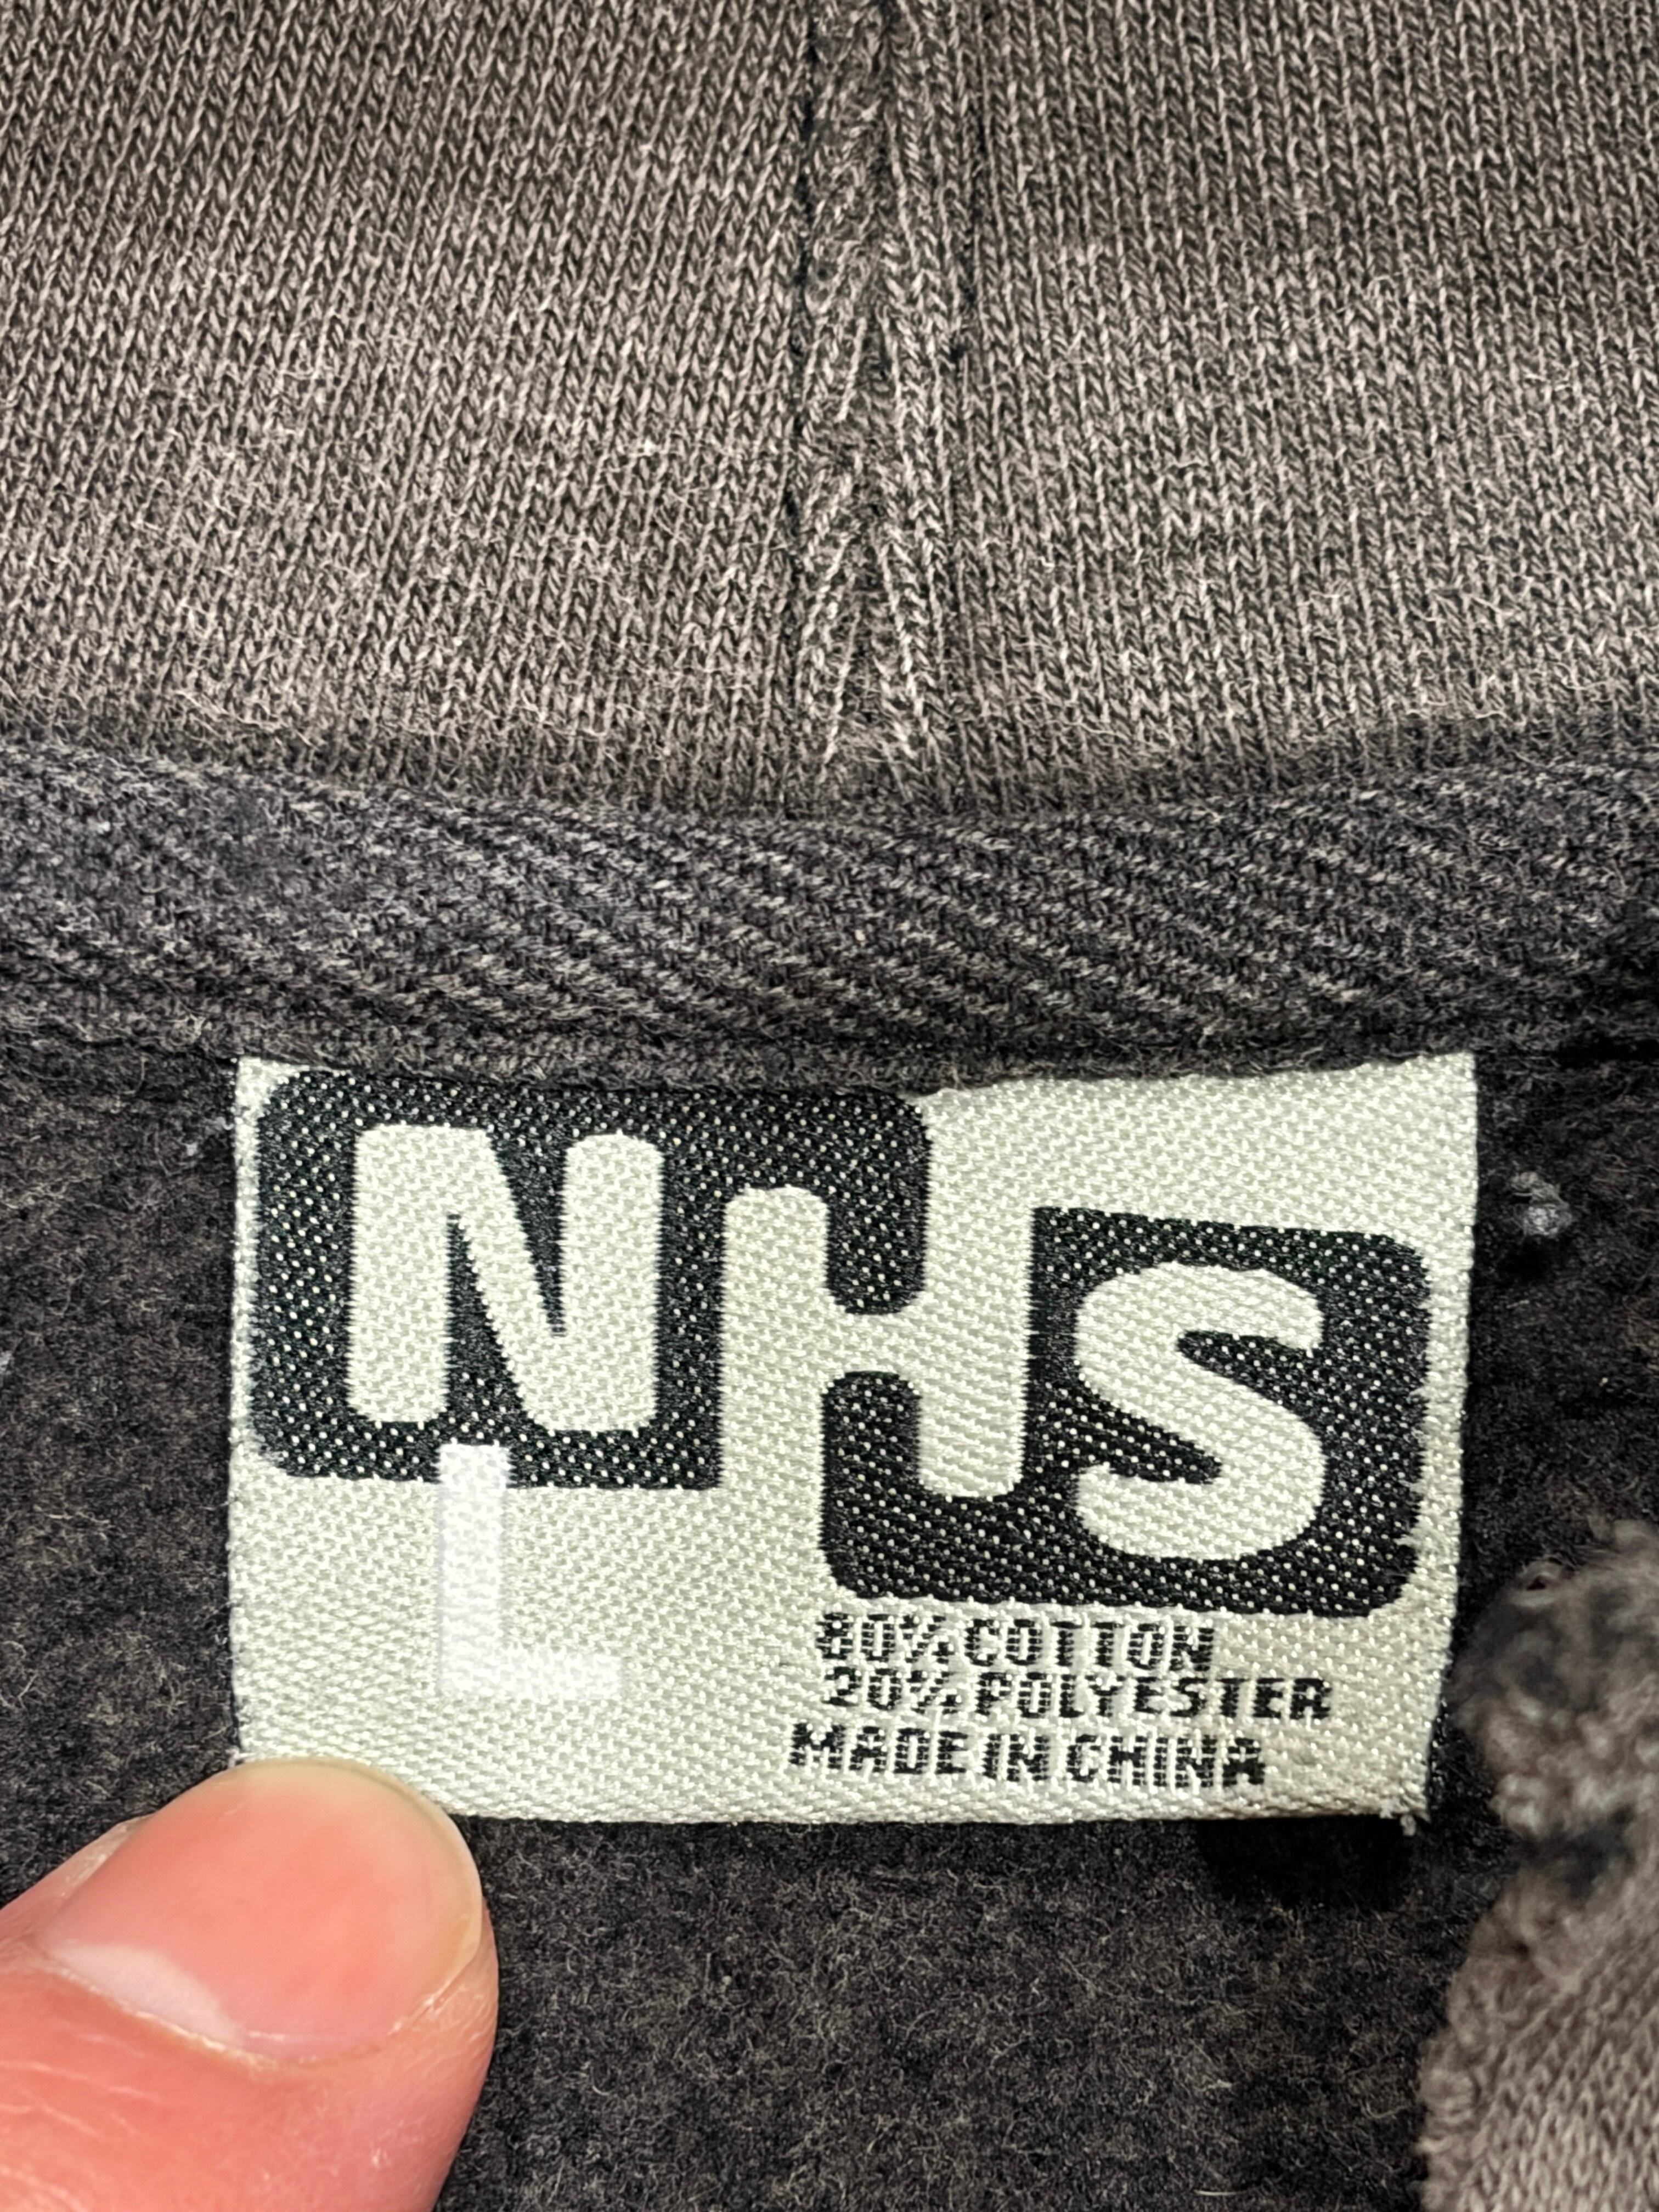 NHS
L
80% COTTON
20% POLYESTER
MADE IN CHINA